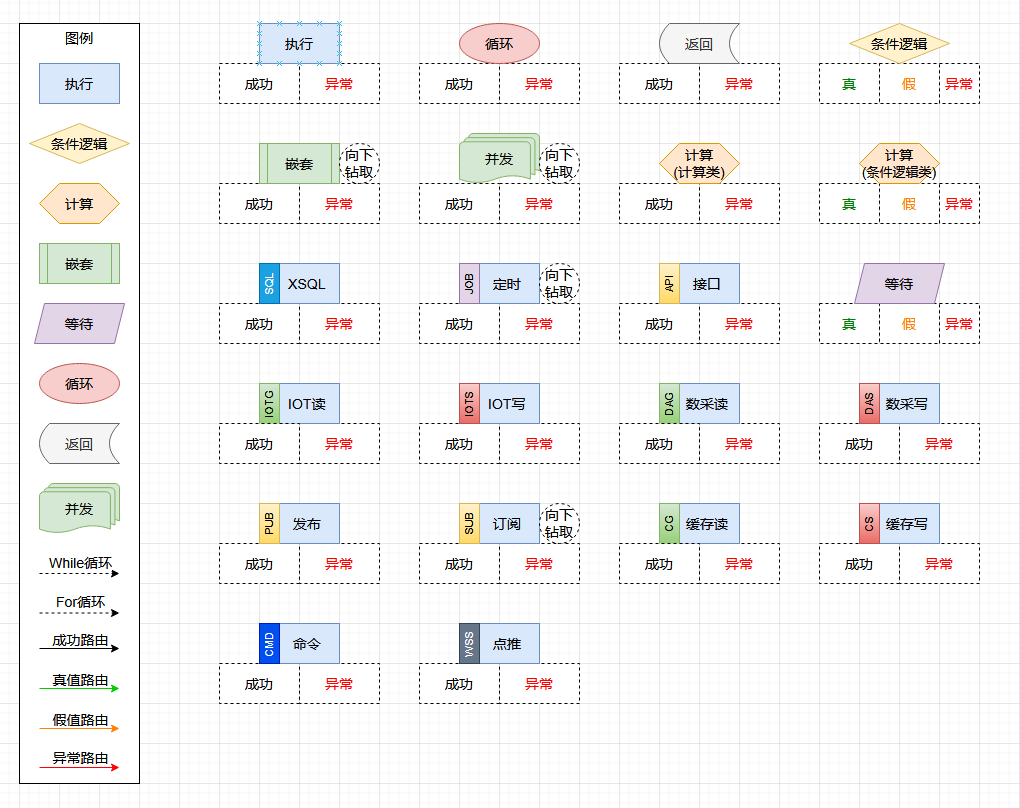 图例
执行
条件逻辑
计算
嵌套
等待
循环
返回
并发
While循环
For循环
成功路由
真值路由
假值路由
异常路由
执行
成功
异常
循环
成功
异常
返回
成功
异常
条件逻辑
真
假
异常
嵌套
向下
钻取
成功
异常
并发
向下
钻取
成功
异常
计算
(计算类)
成功
异常
计算
(条件逻辑类)
真
假
异常
SQL
XSQL
成功
异常
JOB
定时
向下
钻取
成功
异常
API
接口
成功
异常
等待
真
假
异常
IOTG
IOT读
成功
异常
IOTS
IOT写
成功
异常
DAG
数采读
成功
异常
DAS
数采写
成功
异常
PUB
发布
成功
异常
SUB
订阅
向下
钻取
成功
异常
CG
缓存读
成功
异常
CS
缓存写
成功
异常
CMD
命令
成功
异常
WSS
点推
成功
异常